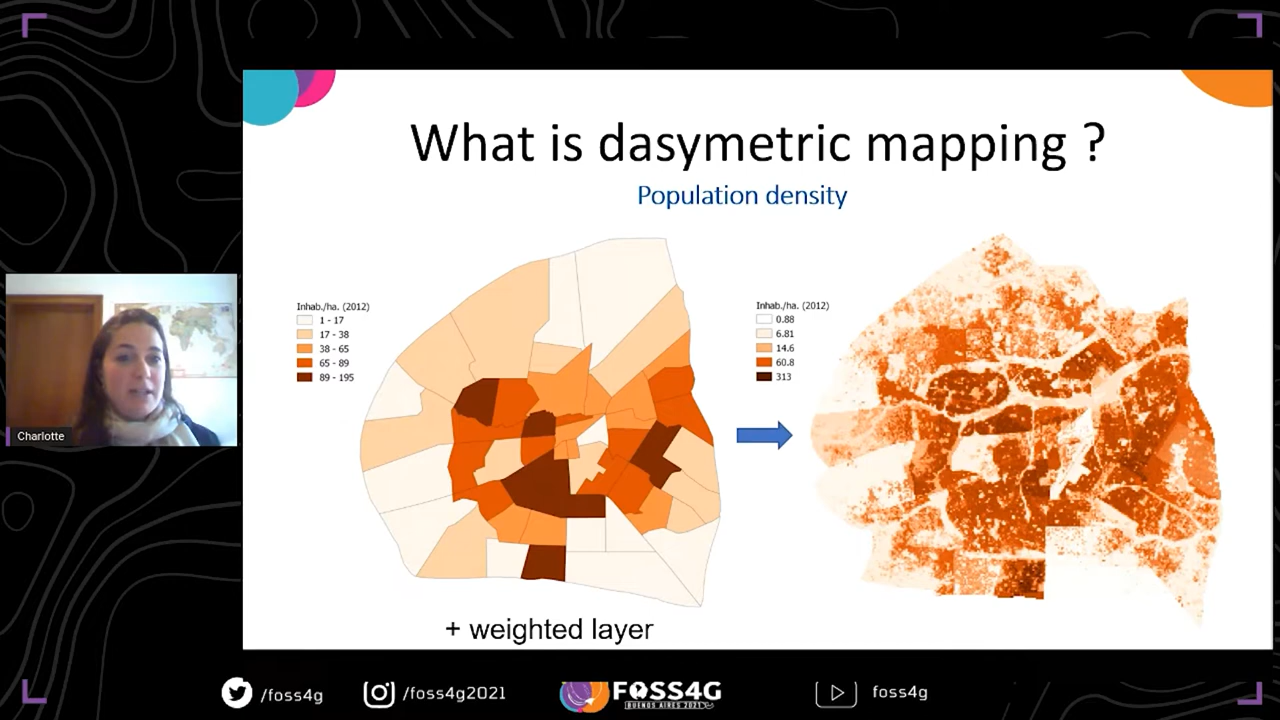 What is dasymetric mapping ?
Population density
Inhab./ha. (2012)
1 - 17
17 - 38
38 - 65
65 - 89
89 - 195
Inhab./ha. (2012)
0.88
6.81
14.6
60.8
313
+ weighted layer
Charlotte
/foss4g
/foss4g2021
FOSS4G
BUENOS AIRES 2021
foss4g